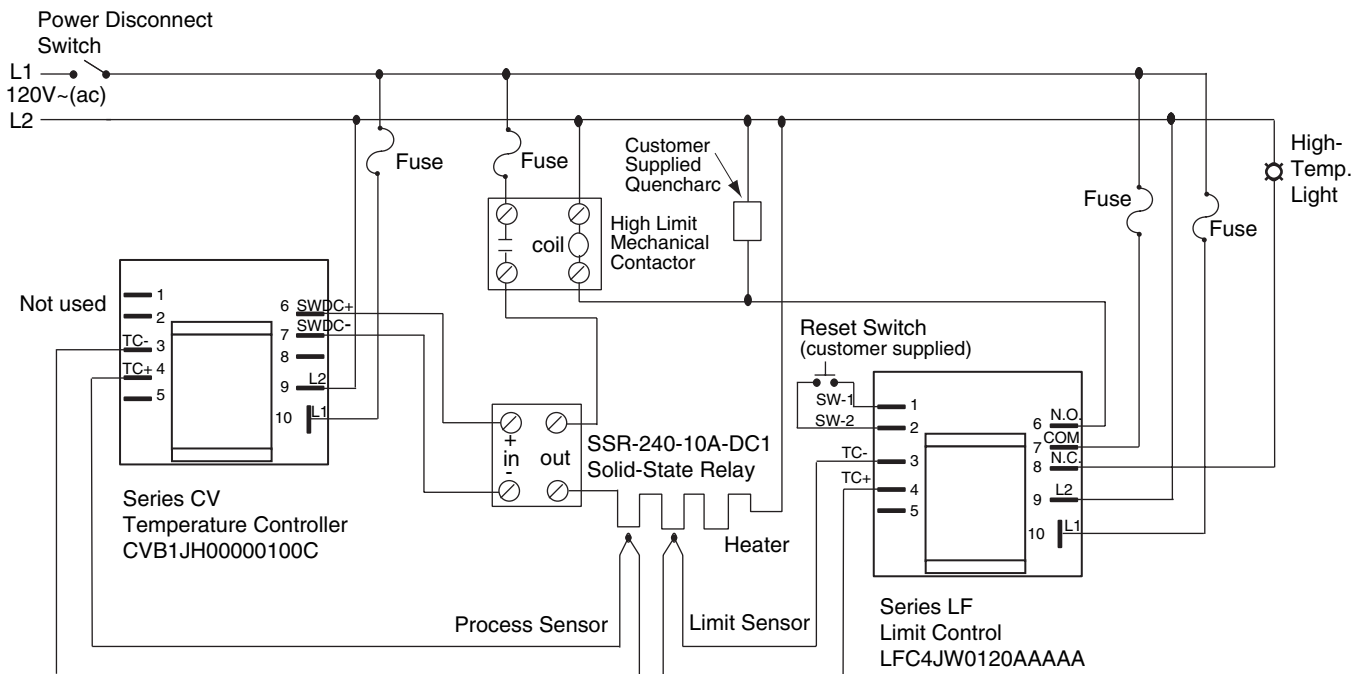 Power Disconnect
Switch
L1
120V~(ac)
L2
Fuse
Fuse
Customer
Supplied
Quencharc
High-
Temp.
Light
Fuse
Fuse
coil
High Limit
Mechanical
Contactor
Not used
1
2
TC- 3
TC+ 4
5
6 SWDC+
7 SWDC-
8
9 L2
10 L1
Reset Switch
(customer supplied)
SW-1 1
SW-2 2
TC- 3
TC+ 4
5
6 N.O.
7 COM
8 N.C.
9 L2
10 L1
+
in
-
out
SSR-240-10A-DC1
Solid-State Relay
Heater
Series CV
Temperature Controller
CVB1JH00000100C
Process Sensor
Limit Sensor
Series LF
Limit Control
LFC4JW0120AAAAA